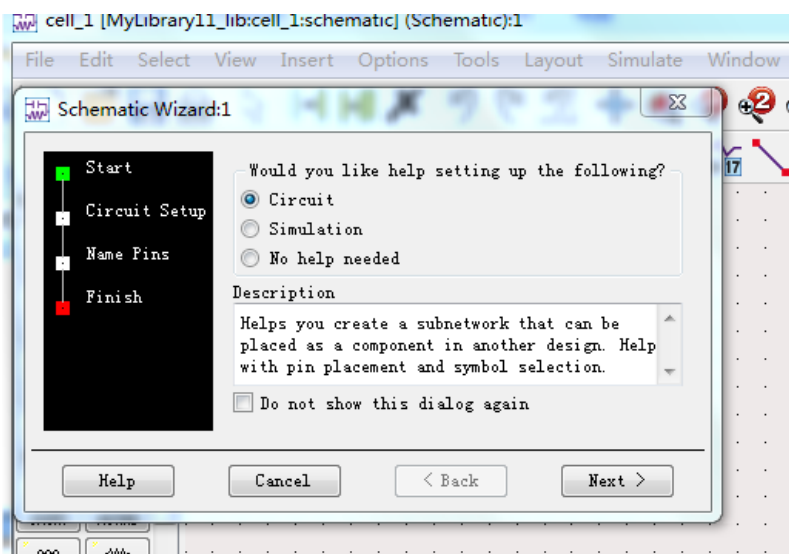 cell_1 [MyLibrary11_lib:cell_1:schematic] (Schematic):1
File Edit Select View Insert Options Tools Layout Simulate Window
Schematic Wizard:1
2
17
Start
Circuit Setup
Name Pins
Finish
Would you like help setting up the following?
Circuit
Simulation
No help needed
Description
Helps you create a subnetwork that can be
placed as a component in another design. Help
with pin placement and symbol selection.
Do not show this dialog again
Help Cancel < Back Next >